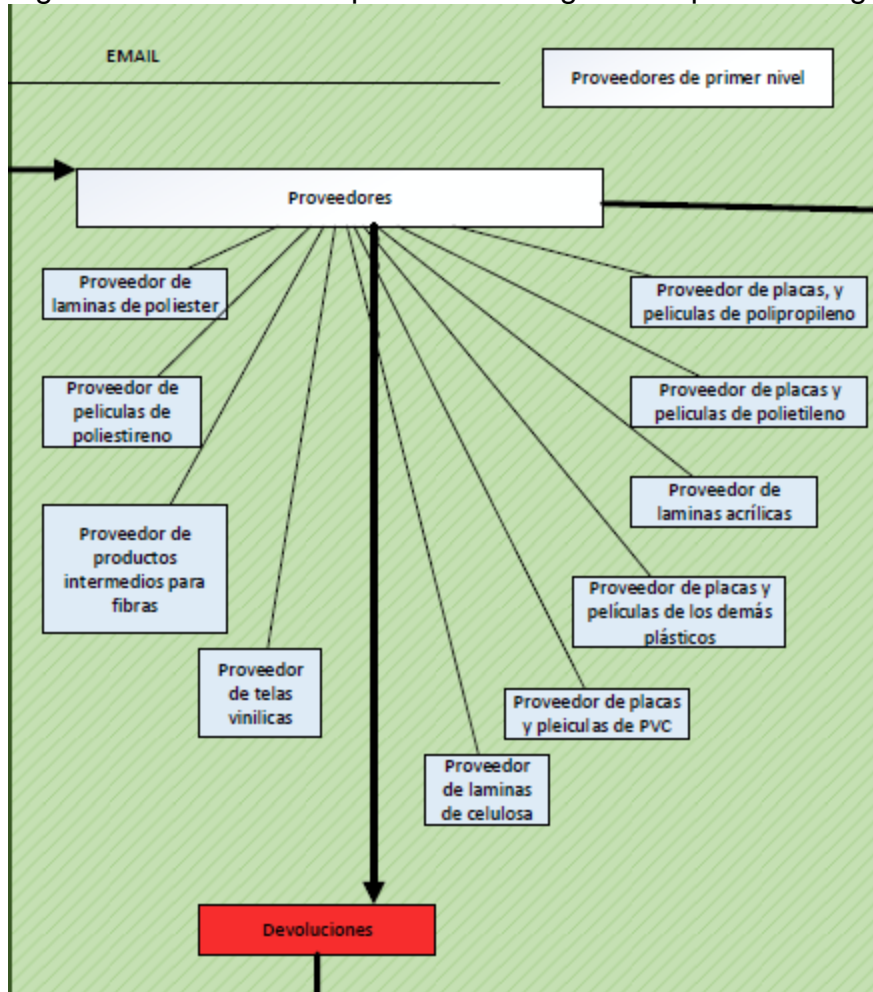 EMAIL
Proveedores de primer nivel
Proveedores
Proveedor de
laminas de poliester
Proveedor de placas, y
peliculas de polipropileno
Proveedor de
peliculas de
poliestireno
Proveedor de placas y
peliculas de polietileno
Proveedor de
laminas acrílicas
Proveedor de
productos
intermedios para
fibras
Proveedor de placas y
películas de los demás
plásticos
Proveedor
de telas
vinilicas
Proveedor de placas
y pleiculas de PVC
Proveedor
de laminas
de celulosa
Devoluciones